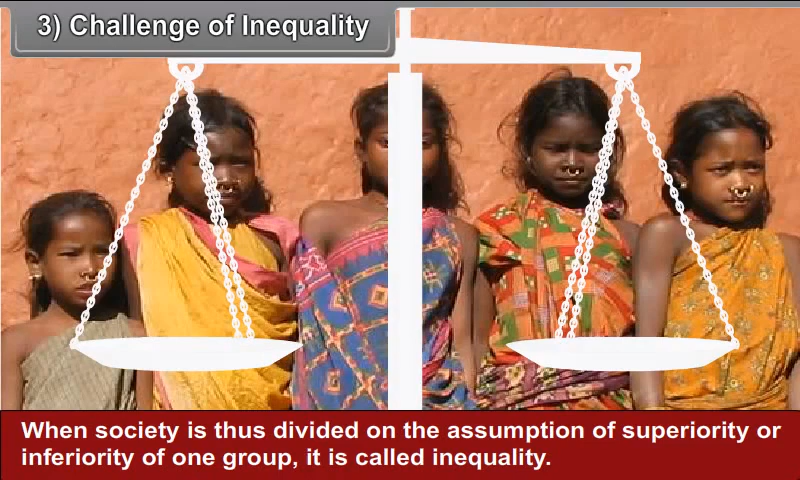 3) Challenge of Inequality
When society is thus divided on the assumption of superiority or
inferiority of one group, it is called inequality.